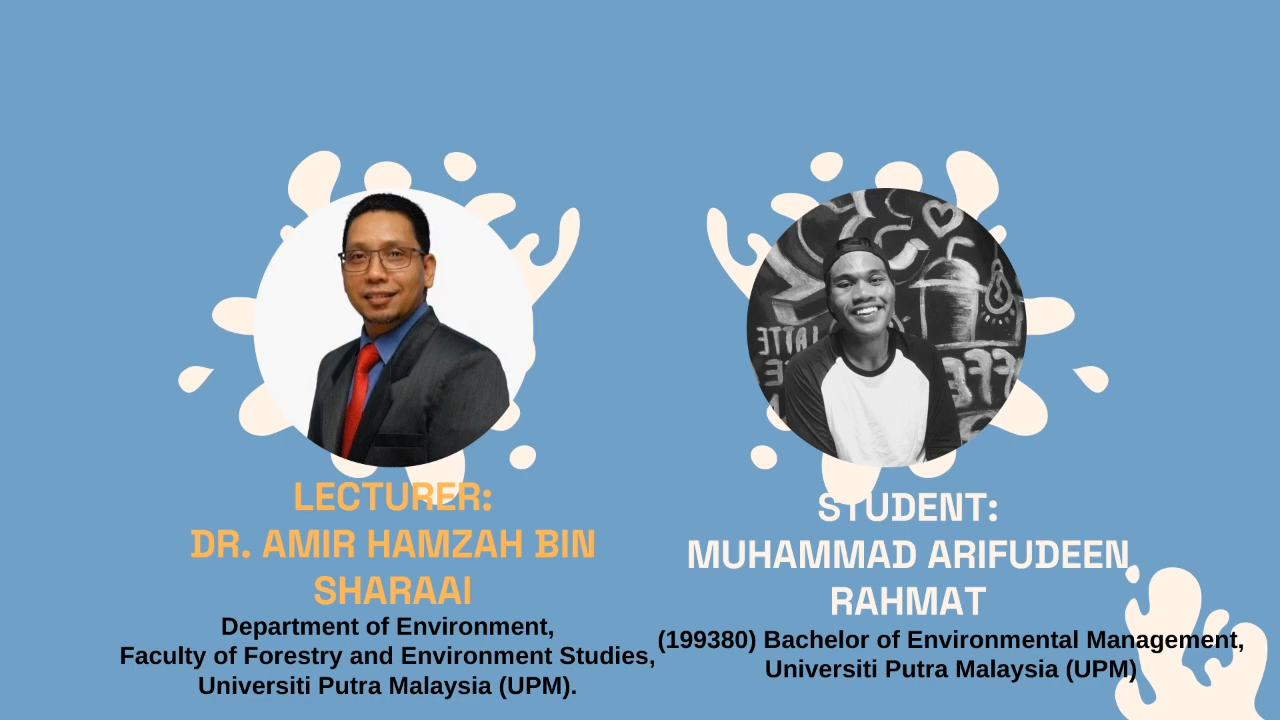 LECTURER:
DR. AMIR HAMZAH BIN
SHARAAI
Department of Environment,
Faculty of Forestry and Environment Studies,
Universiti Putra Malaysia (UPM).
LATTE
STUDENT:
MUHAMMAD ARIFUDEEN
RAHMAT
(199380) Bachelor of Environmental Management,
Universiti Putra Malaysia (UPM)